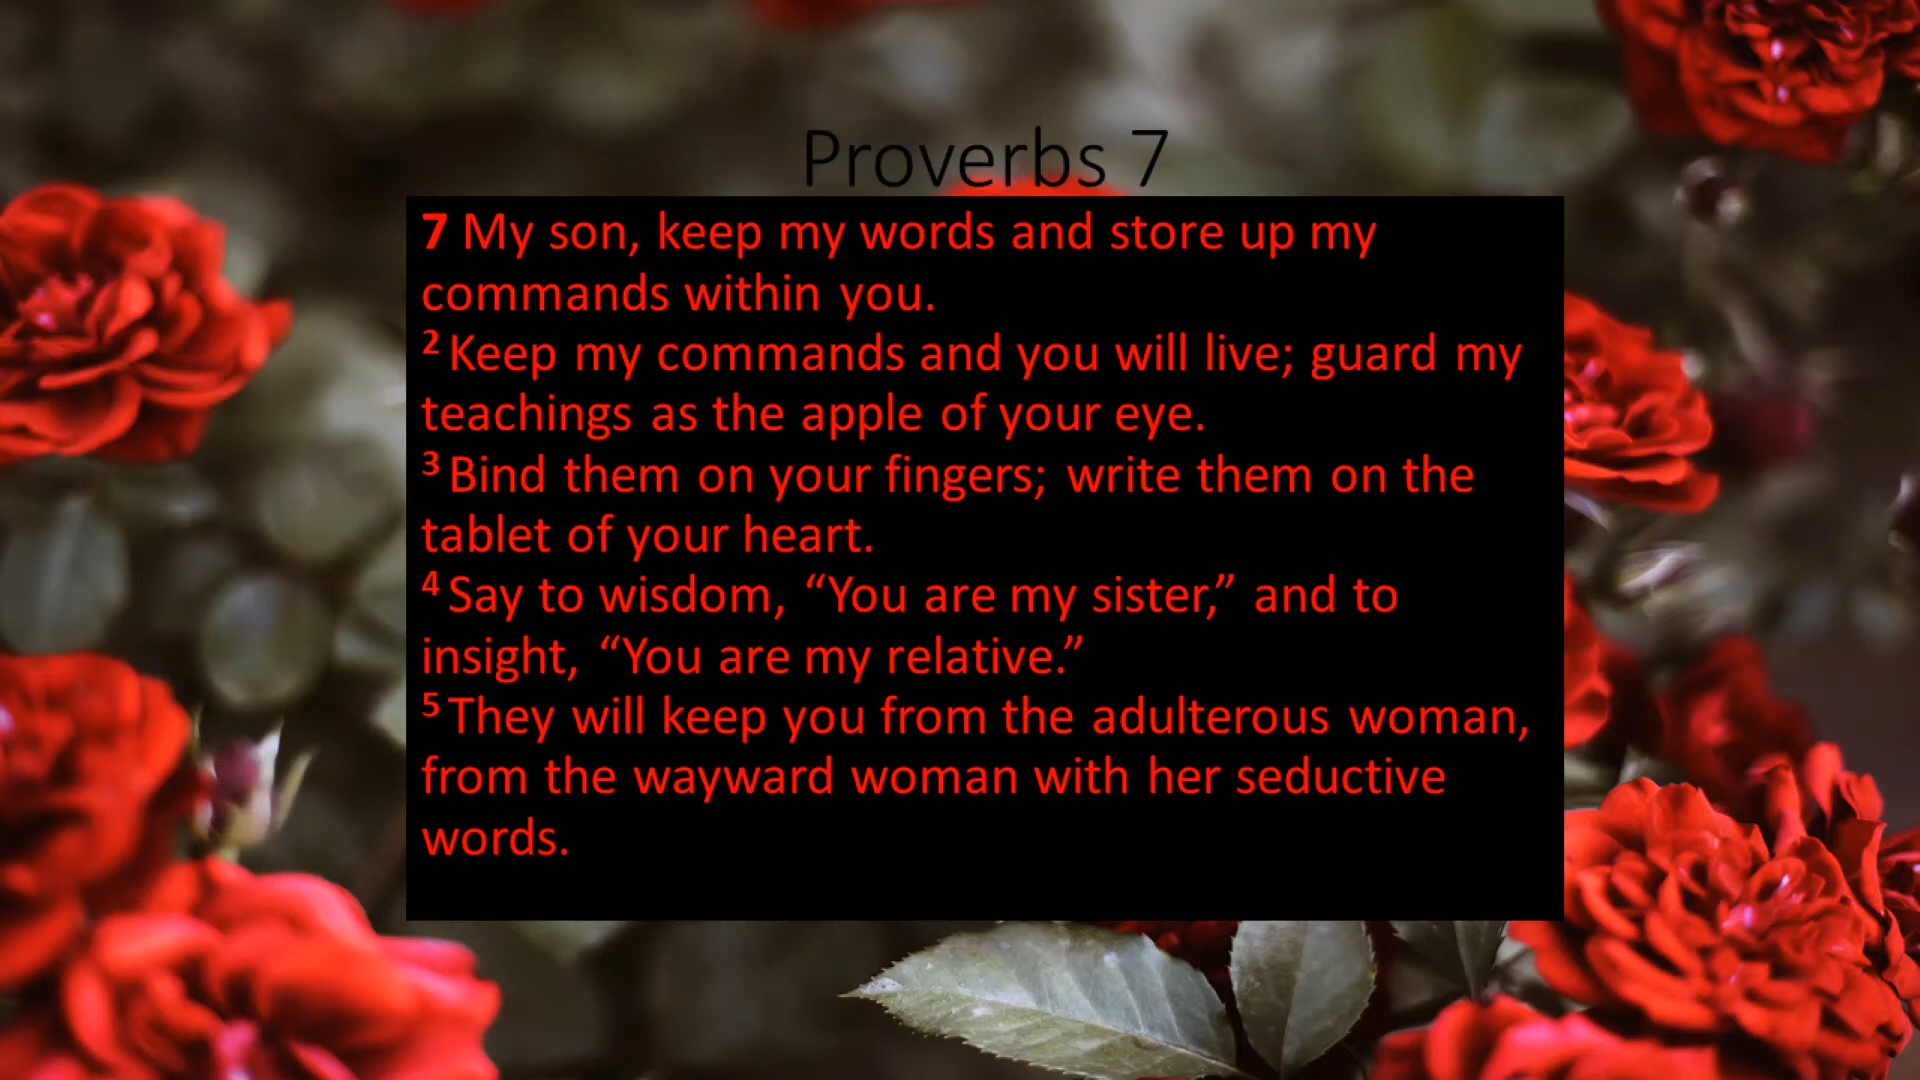 Proverbs 7
7 My son, keep my words and store up my
commands within you.
2 Keep my commands and you will live; guard my
teachings as the apple of your eye.
3 Bind them on your fingers; write them on the
tablet of your heart.
4 Say to wisdom, “You are my sister,” and to
insight, “You are my relative.”
5 They will keep you from the adulterous woman,
from the wayward woman with her seductive
words.